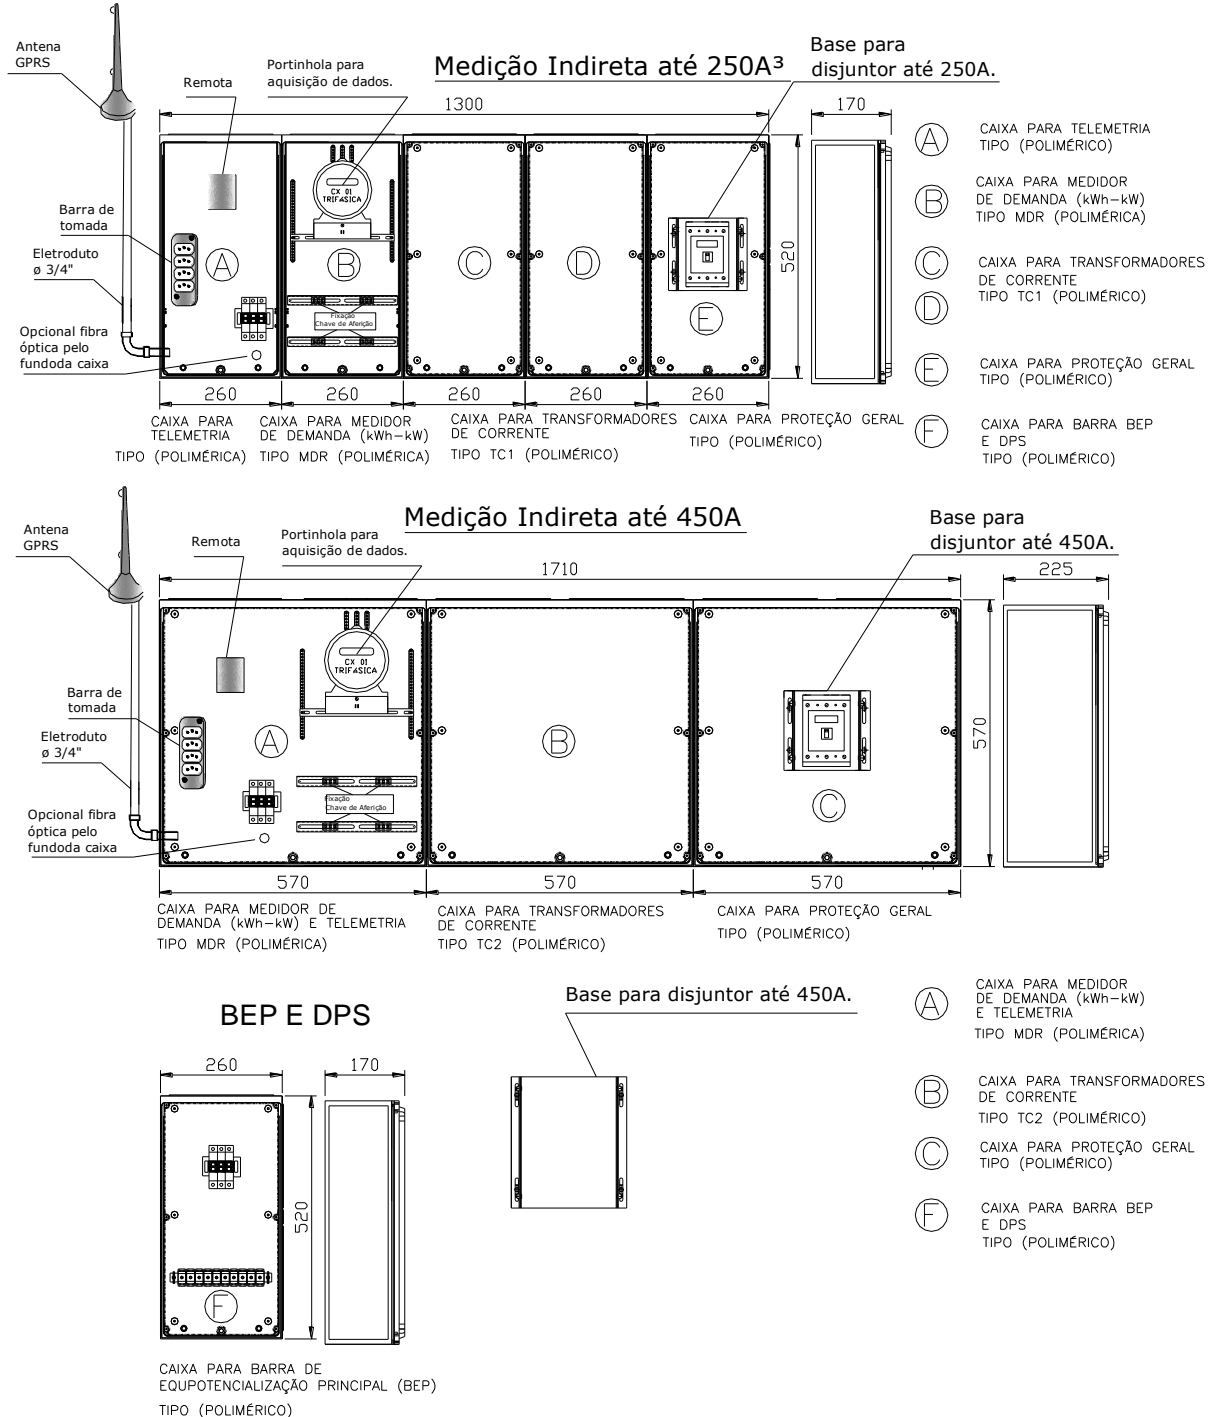 Antena
GPRS
Remota
Portinhola para
aquisição de dados.
Medição Indireta até 250A³
Base para
disjuntor até 250A.
1300
170
CX 01
TRIFÁSICA
Barra de
tomada
Eletroduto
ø 3/4"
Opcional fibra
óptica pelo
fundoda caixa
A
B
C
D
E
Fixação
Chave de Aferição
520
260
260
260
260
260
CAIXA PARA
TELEMETRIA
TIPO (POLIMÉRICA)
CAIXA PARA MEDIDOR
DE DEMANDA (kWh-kW)
TIPO MDR (POLIMÉRICA)
CAIXA PARA TRANSFORMADORES
DE CORRENTE
TIPO TC1 (POLIMÉRICO)
CAIXA PARA PROTEÇÃO GERAL
TIPO (POLIMÉRICO)
A
CAIXA PARA TELEMETRIA
TIPO (POLIMÉRICO)
B
CAIXA PARA MEDIDOR
DE DEMANDA (kWh-kW)
TIPO MDR (POLIMÉRICA)
C
D
CAIXA PARA TRANSFORMADORES
DE CORRENTE
TIPO TC1 (POLIMÉRICO)
E
CAIXA PARA PROTEÇÃO GERAL
TIPO (POLIMÉRICO)
F
CAIXA PARA BARRA BEP
E DPS
TIPO (POLIMÉRICO)
Antena
GPRS
Remota
Portinhola para
aquisição de dados.
Medição Indireta até 450A
Base para
disjuntor até 450A.
1710
225
CX 01
TRIFÁSICA
Barra de
tomada
Eletroduto
ø 3/4"
Opcional fibra
óptica pelo
fundoda caixa
A
B
C
Fixação
Chave de Aferição
570
570
570
570
CAIXA PARA MEDIDOR DE
DEMANDA (kWh-kW) E TELEMETRIA
TIPO MDR (POLIMÉRICA)
CAIXA PARA TRANSFORMADORES
DE CORRENTE
TIPO TC2 (POLIMÉRICO)
CAIXA PARA PROTEÇÃO GERAL
TIPO (POLIMÉRICO)
BEP E DPS
260
170
520
F
CAIXA PARA BARRA DE
EQUPOTENCIALIZAÇÃO PRINCIPAL (BEP)
TIPO (POLIMÉRICO)
Base para disjuntor até 450A.
A
CAIXA PARA MEDIDOR
DE DEMANDA (kWh-kW)
E TELEMETRIA
TIPO MDR (POLIMÉRICA)
B
CAIXA PARA TRANSFORMADORES
DE CORRENTE
TIPO TC2 (POLIMÉRICO)
C
CAIXA PARA PROTEÇÃO GERAL
TIPO (POLIMÉRICO)
F
CAIXA PARA BARRA BEP
E DPS
TIPO (POLIMÉRICO)